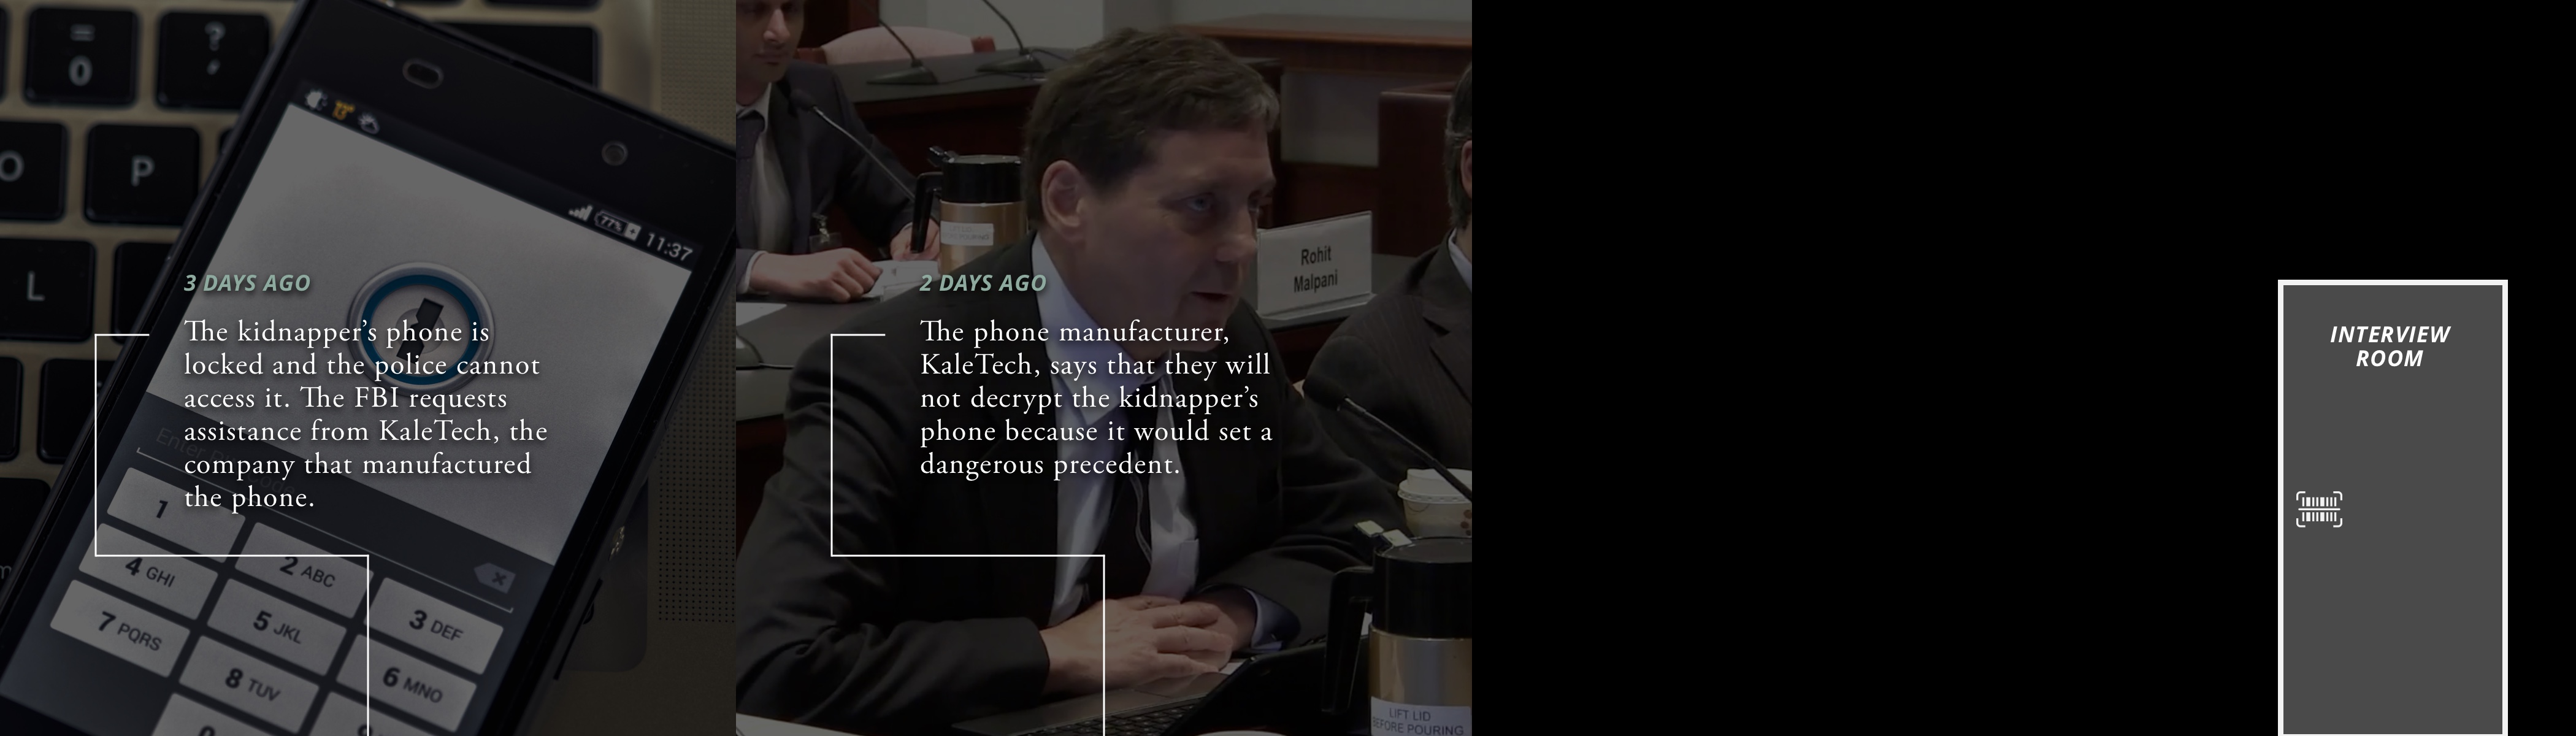 3 DAYS AGO
The kidnapper’s phone is
locked and the police cannot
access it. The FBI requests
assistance from KaleTech, the
company that manufactured
the phone.
=
0
?
O
P
L
77%
11:37
1
2 ABC
3 DEF
4 GHI
5 JKL
6 MNO
7 PQRS
8 TUV
2 DAYS AGO
The phone manufacturer,
KaleTech, says that they will
not decrypt the kidnapper’s
phone because it would set a
dangerous precedent.
Rohit
Malpani
LIFT LID
BEFORE POURING
INTERVIEW
ROOM